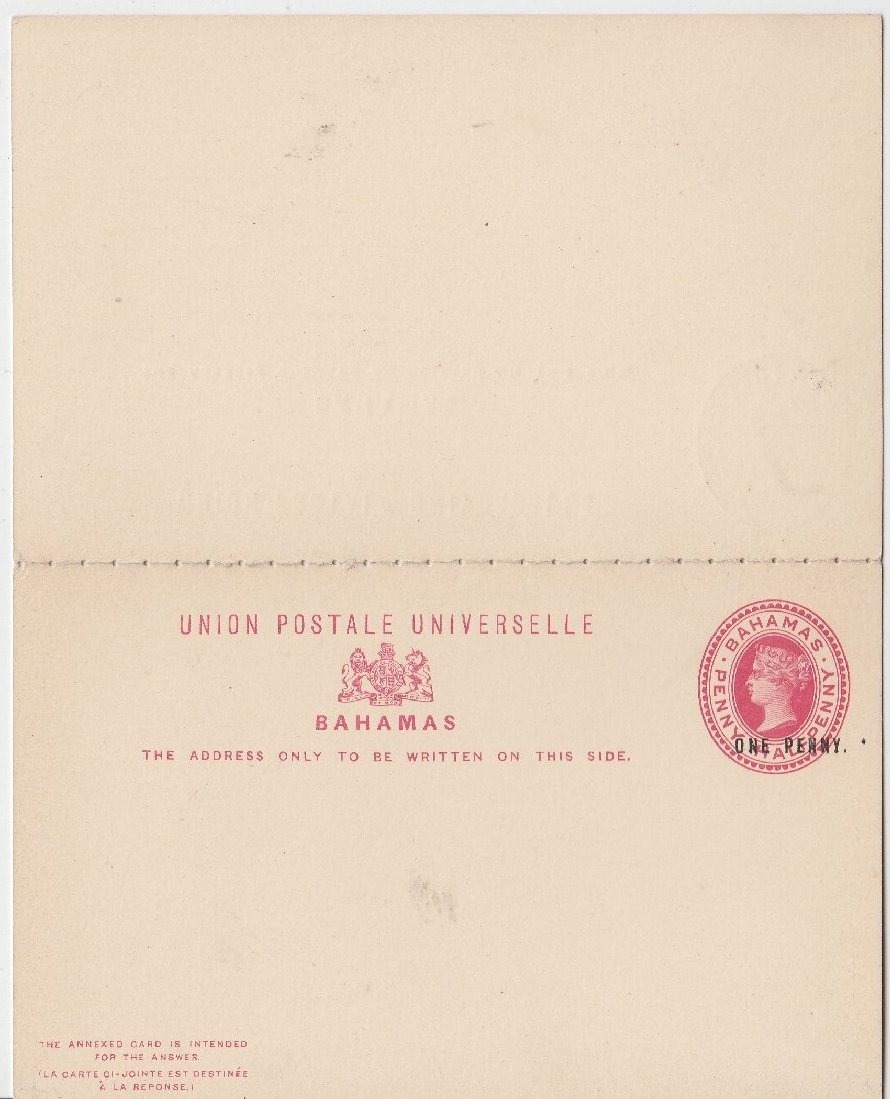 UNION POSTALE UNIVERSELLE
BAHAMAS
THE ADDRESS ONLY TO BE WRITTEN ON THIS SIDE.
BAHAMAS
PENNY HALFPENNY
ONE PENNY.
THE ANNEXED CARD IS INTENDED
FOR THE ANSWER.
(LA CARTE CI-JOINTE EST DESTINÉE
À LA REPONSE.)